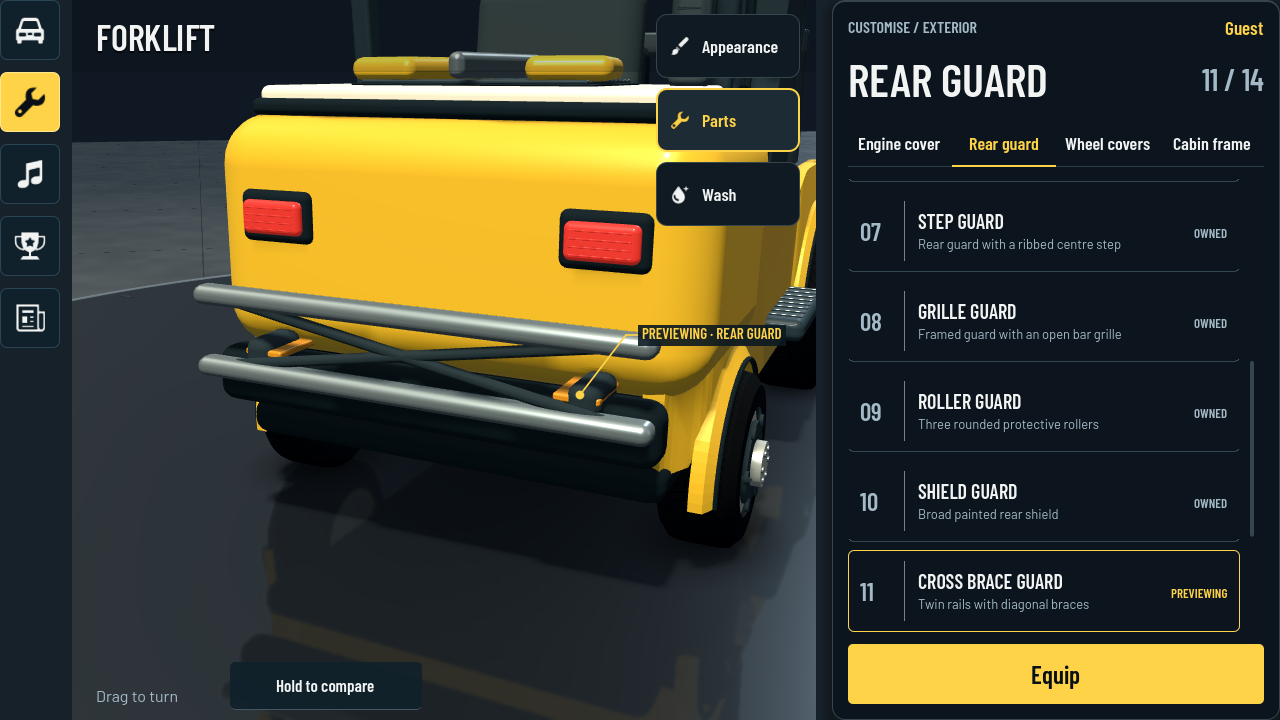 FORKLIFT
Appearance
Parts
Wash
PREVIEWING · REAR GUARD
Hold to compare
Drag to turn
CUSTOMISE / EXTERIOR
Guest
REAR GUARD
11 / 14
Engine cover
Rear guard
Wheel covers
Cabin frame
07
STEP GUARD
Rear guard with a ribbed centre step
OWNED
08
GRILLE GUARD
Framed guard with an open bar grille
OWNED
09
ROLLER GUARD
Three rounded protective rollers
OWNED
10
SHIELD GUARD
Broad painted rear shield
OWNED
11
CROSS BRACE GUARD
Twin rails with diagonal braces
PREVIEWING
Equip